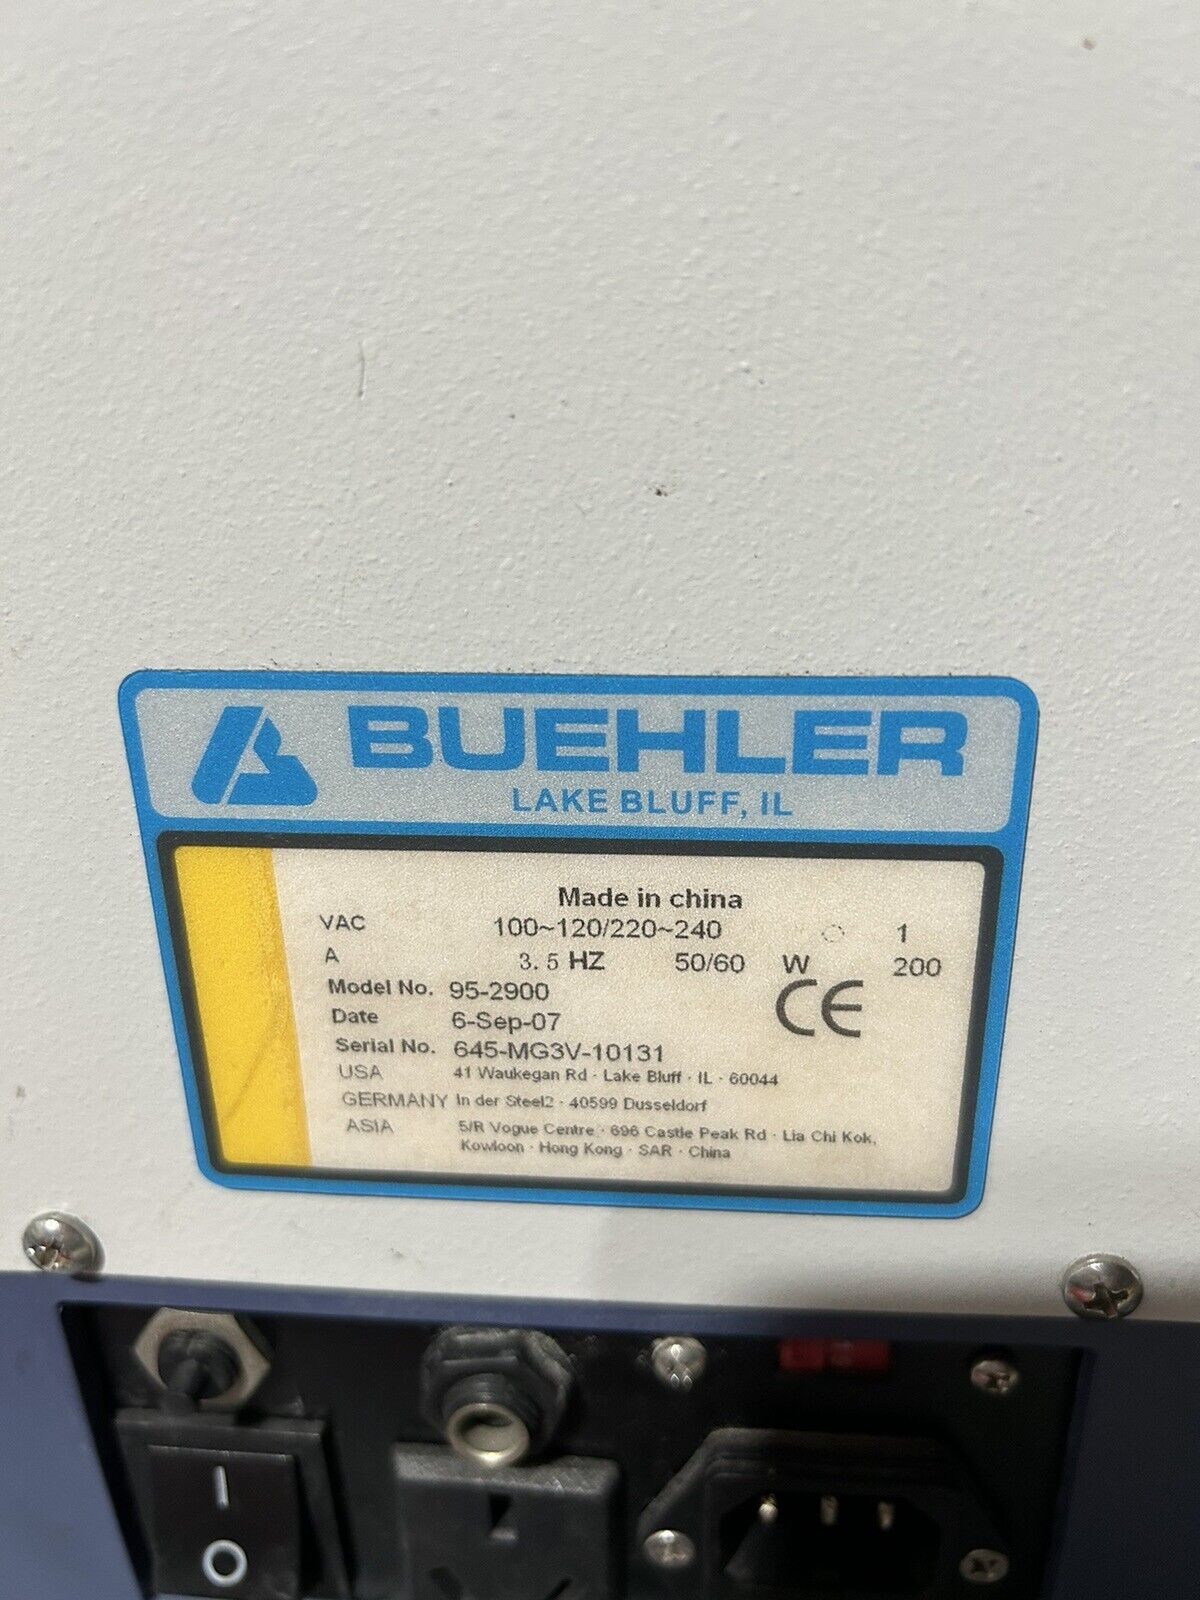 BUEHLER
LAKE BLUFF, IL
Made in china
VAC 100~120/220~240 1
A 3.5 HZ 50/60 W 200
Model No. 95-2900
Date 6-Sep-07
CE
Serial No. 645-MG3V-10131
USA 41 Waukegan Rd · Lake Bluff · IL · 60044
GERMANY In der Steel2 · 40599 Dusseldorf
ASIA 5/R Vogue Centre · 696 Castle Peak Rd · Lia Chi Kok,
Kowloon · Hong Kong · SAR · China